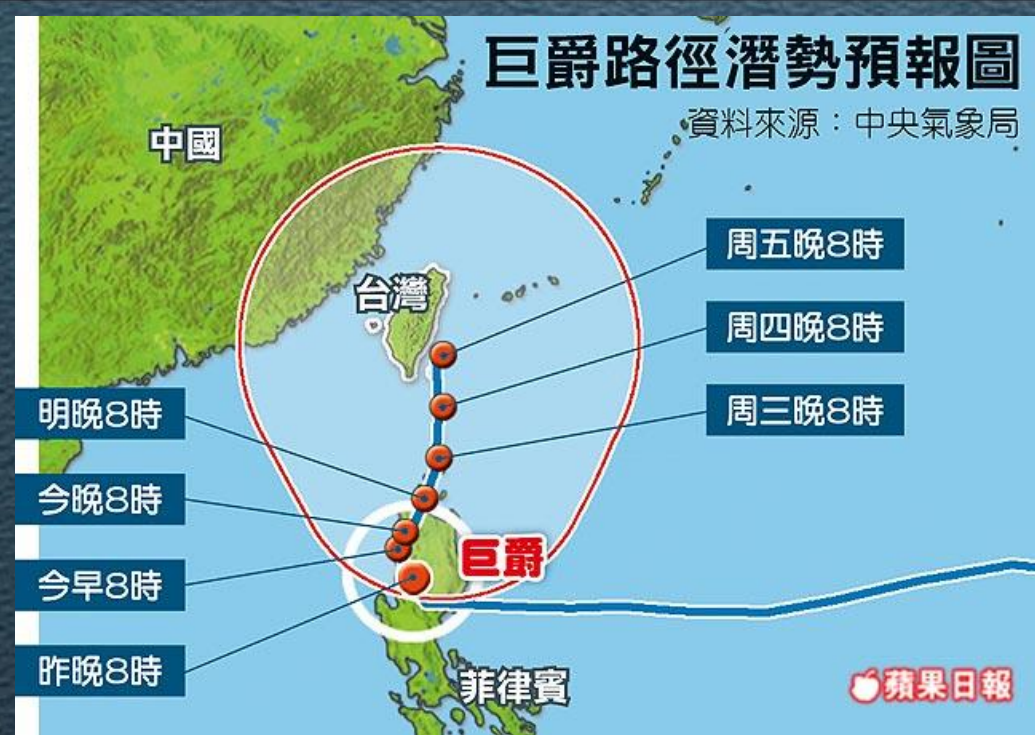 巨爵路徑潛勢預報圖
資料來源：中央氣象局
中國
台灣
周五晚8時
周四晚8時
周三晚8時
明晚8時
今晚8時
今早8時
昨晚8時
巨爵
菲律賓
蘋果日報